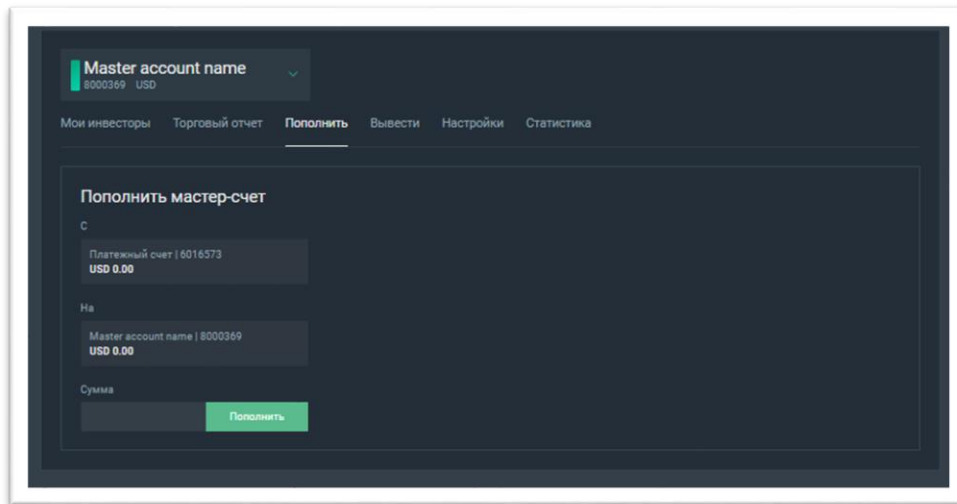 Master account name
8000369 USD
Мои инвесторы Торговый отчет Пополнить Вывести Настройки Статистика
Пополнить мастер-счет
С
Платежный счет | 6016573
USD 0.00
На
Master account name | 8000369
USD 0.00
Сумма
Пополнить